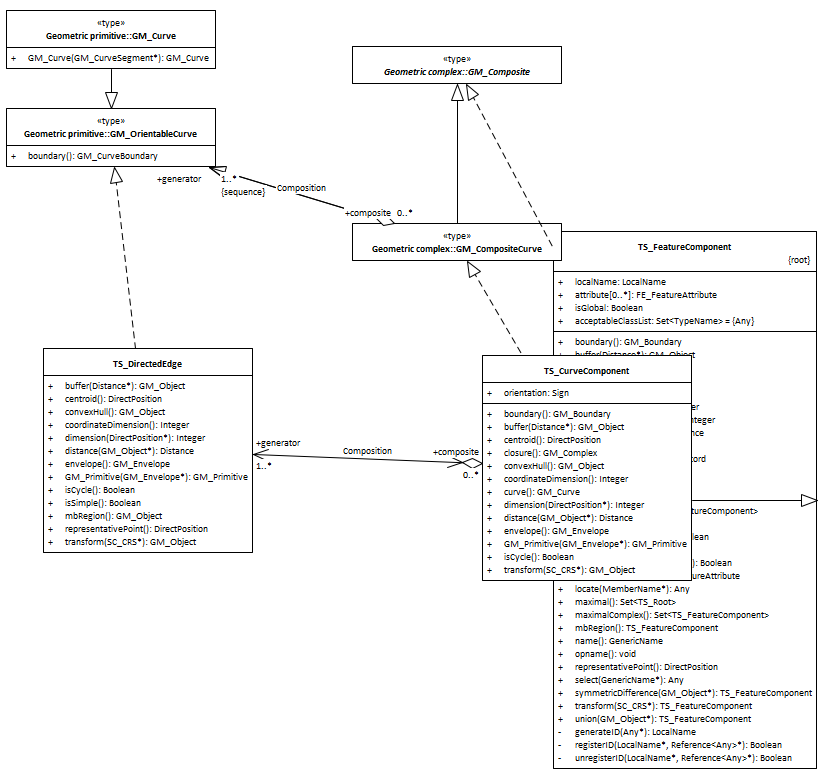 «type»
Geometric primitive::GM_Curve
+ GM_Curve(GM_CurveSegment*): GM_Curve
«type»
Geometric primitive::GM_OrientableCurve
+ boundary(): GM_CurveBoundary
«type»
Geometric complex::GM_Composite
+generator
1..*
{sequence}
Composition
+composite 0..*
«type»
Geometric complex::GM_CompositeCurve
TS_FeatureComponent
{root}
+ localName: LocalName
+ attribute[0..*]: FE_FeatureAttribute
+ isGlobal: Boolean
+ acceptableClassList: Set<TypeName> = {Any}
+ boundary(): GM_Boundary
+ buffer(Distance*): GM_Object
TS_DirectedEdge
+ buffer(Distance*): GM_Object
+ centroid(): DirectPosition
+ convexHull(): GM_Object
+ coordinateDimension(): Integer
+ dimension(DirectPosition*): Integer
+ distance(GM_Object*): Distance
+ envelope(): GM_Envelope
+ GM_Primitive(GM_Envelope*): GM_Primitive
+ isCycle(): Boolean
+ isSimple(): Boolean
+ mbRegion(): GM_Object
+ representativePoint(): DirectPosition
+ transform(SC_CRS*): GM_Object
+generator
1..*
Composition
+composite
0..*
TS_CurveComponent
+ orientation: Sign
+ boundary(): GM_Boundary
+ buffer(Distance*): GM_Object
+ centroid(): DirectPosition
+ closure(): GM_Complex
+ convexHull(): GM_Object
+ coordinateDimension(): Integer
+ curve(): GM_Curve
+ dimension(DirectPosition*): Integer
+ distance(GM_Object*): Distance
+ envelope(): GM_Envelope
+ GM_Primitive(GM_Envelope*): GM_Primitive
+ isCycle(): Boolean
+ transform(SC_CRS*): GM_Object
er
nteger
nce
cord
tureComponent>
lean
): Boolean
ureAttribute
+ locate(MemberName*): Any
+ maximal(): Set<TS_Root>
+ maximalComplex(): Set<TS_FeatureComponent>
+ mbRegion(): TS_FeatureComponent
+ name(): GenericName
+ opname(): void
+ representativePoint(): DirectPosition
+ select(GenericName*): Any
+ symmetricDifference(GM_Object*): TS_FeatureComponent
+ transform(SC_CRS*): TS_FeatureComponent
+ union(GM_Object*): TS_FeatureComponent
- generateID(Any*): LocalName
- registerID(LocalName*, Reference<Any>*): Boolean
- unregisterID(LocalName*, Reference<Any>*): Boolean